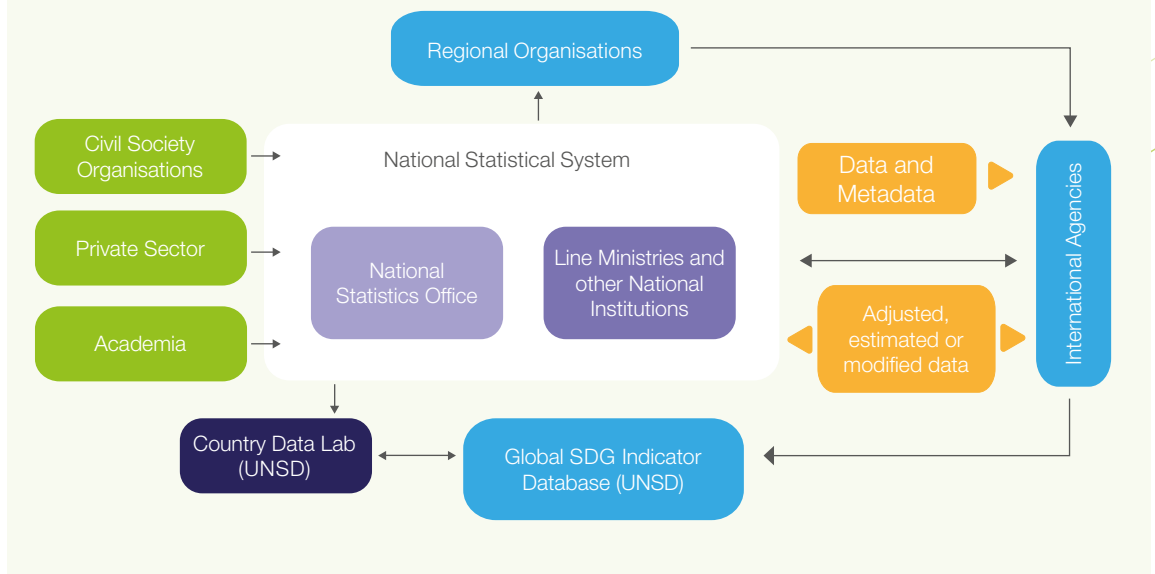 Regional Organisations
Civil Society
Organisations
National Statistical System
Data and
Metadata
International Agencies
Private Sector
National
Statistics Office
Line Ministries and
other National
Institutions
Academia
Adjusted,
estimated or
modified data
Country Data Lab
(UNSD)
Global SDG Indicator
Database (UNSD)